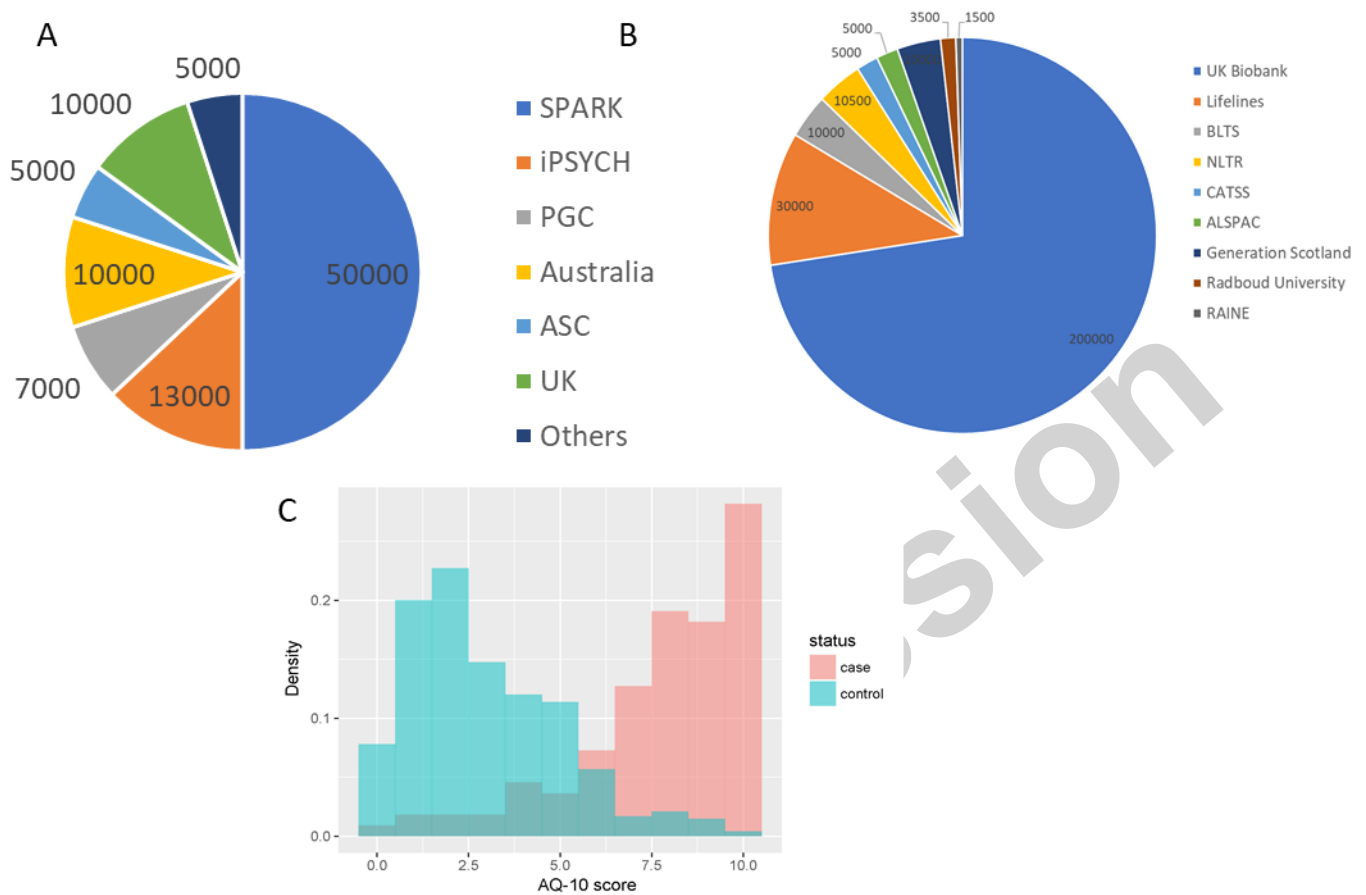 A
5000
10000
5000
10000
7000
13000
50000
SPARK
iPSYCH
PGC
Australia
ASC
UK
Others
B
3500
1500
5000
5000
10500
10000
30000
200000
UK Biobank
Lifelines
BLTS
NLTR
CATSS
ALSPAC
Generation Scotland
Radboud University
RAINE
sion
C
0.2
0.1
0.0
Density
0.0
2.5
5.0
7.5
10.0
AQ-10 score
status
case
control